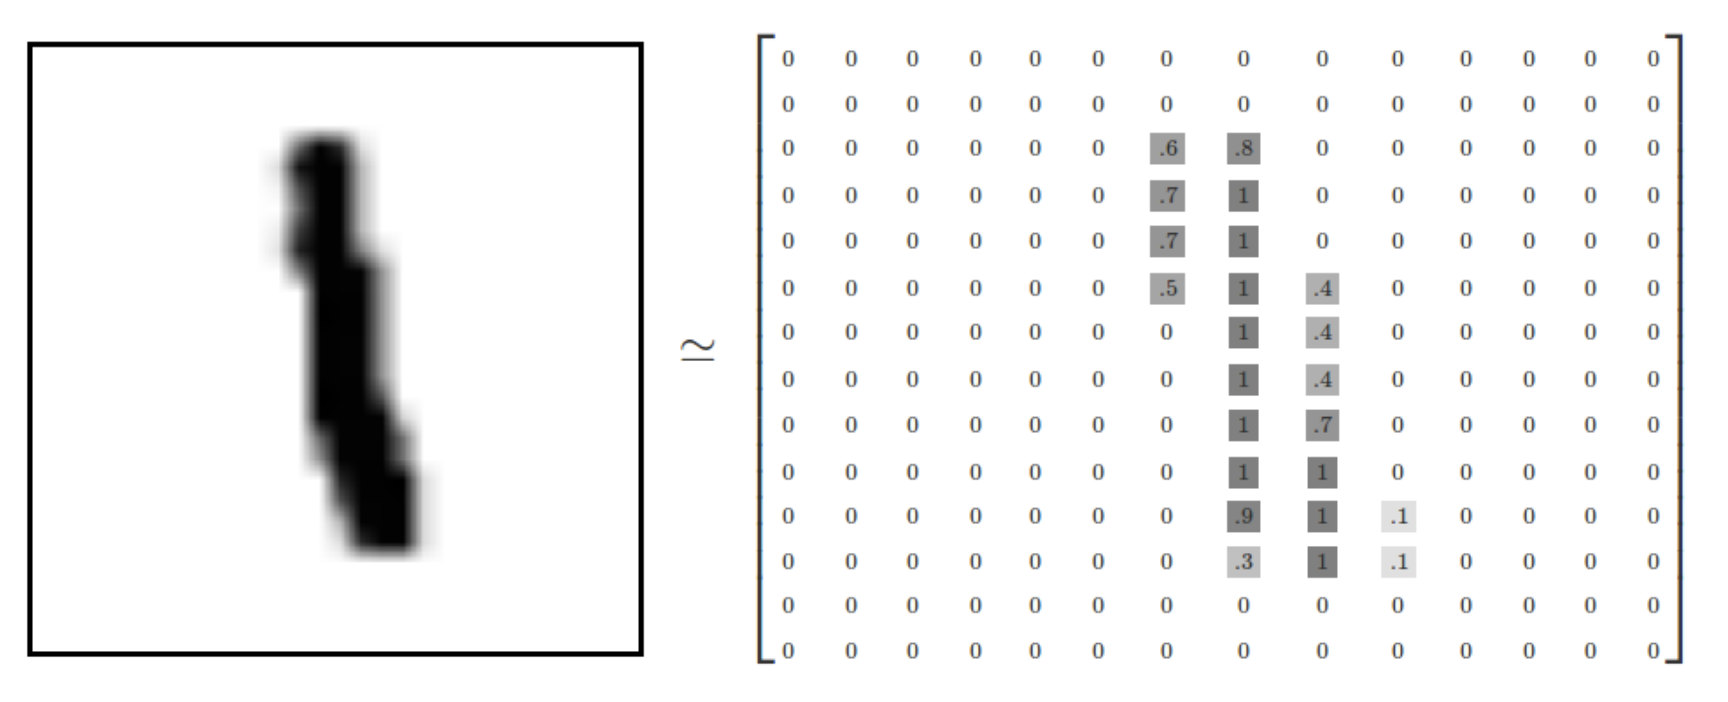 0 0 0 0 0 0 0 0 0 0 0 0 0 0
0 0 0 0 0 0 0 0 0 0 0 0 0 0
0 0 0 0 0 0 .6 .8 0 0 0 0 0 0
0 0 0 0 0 0 .7 1 0 0 0 0 0 0
0 0 0 0 0 0 .7 1 0 0 0 0 0 0
0 0 0 0 0 0 .5 1 .4 0 0 0 0 0
0 0 0 0 0 0 0 1 .4 0 0 0 0 0
≃
0 0 0 0 0 0 0 1 .4 0 0 0 0 0
0 0 0 0 0 0 0 1 .7 0 0 0 0 0
0 0 0 0 0 0 0 1 1 0 0 0 0 0
0 0 0 0 0 0 0 .9 1 .1 0 0 0 0
0 0 0 0 0 0 0 .3 1 .1 0 0 0 0
0 0 0 0 0 0 0 0 0 0 0 0 0 0
0 0 0 0 0 0 0 0 0 0 0 0 0 0